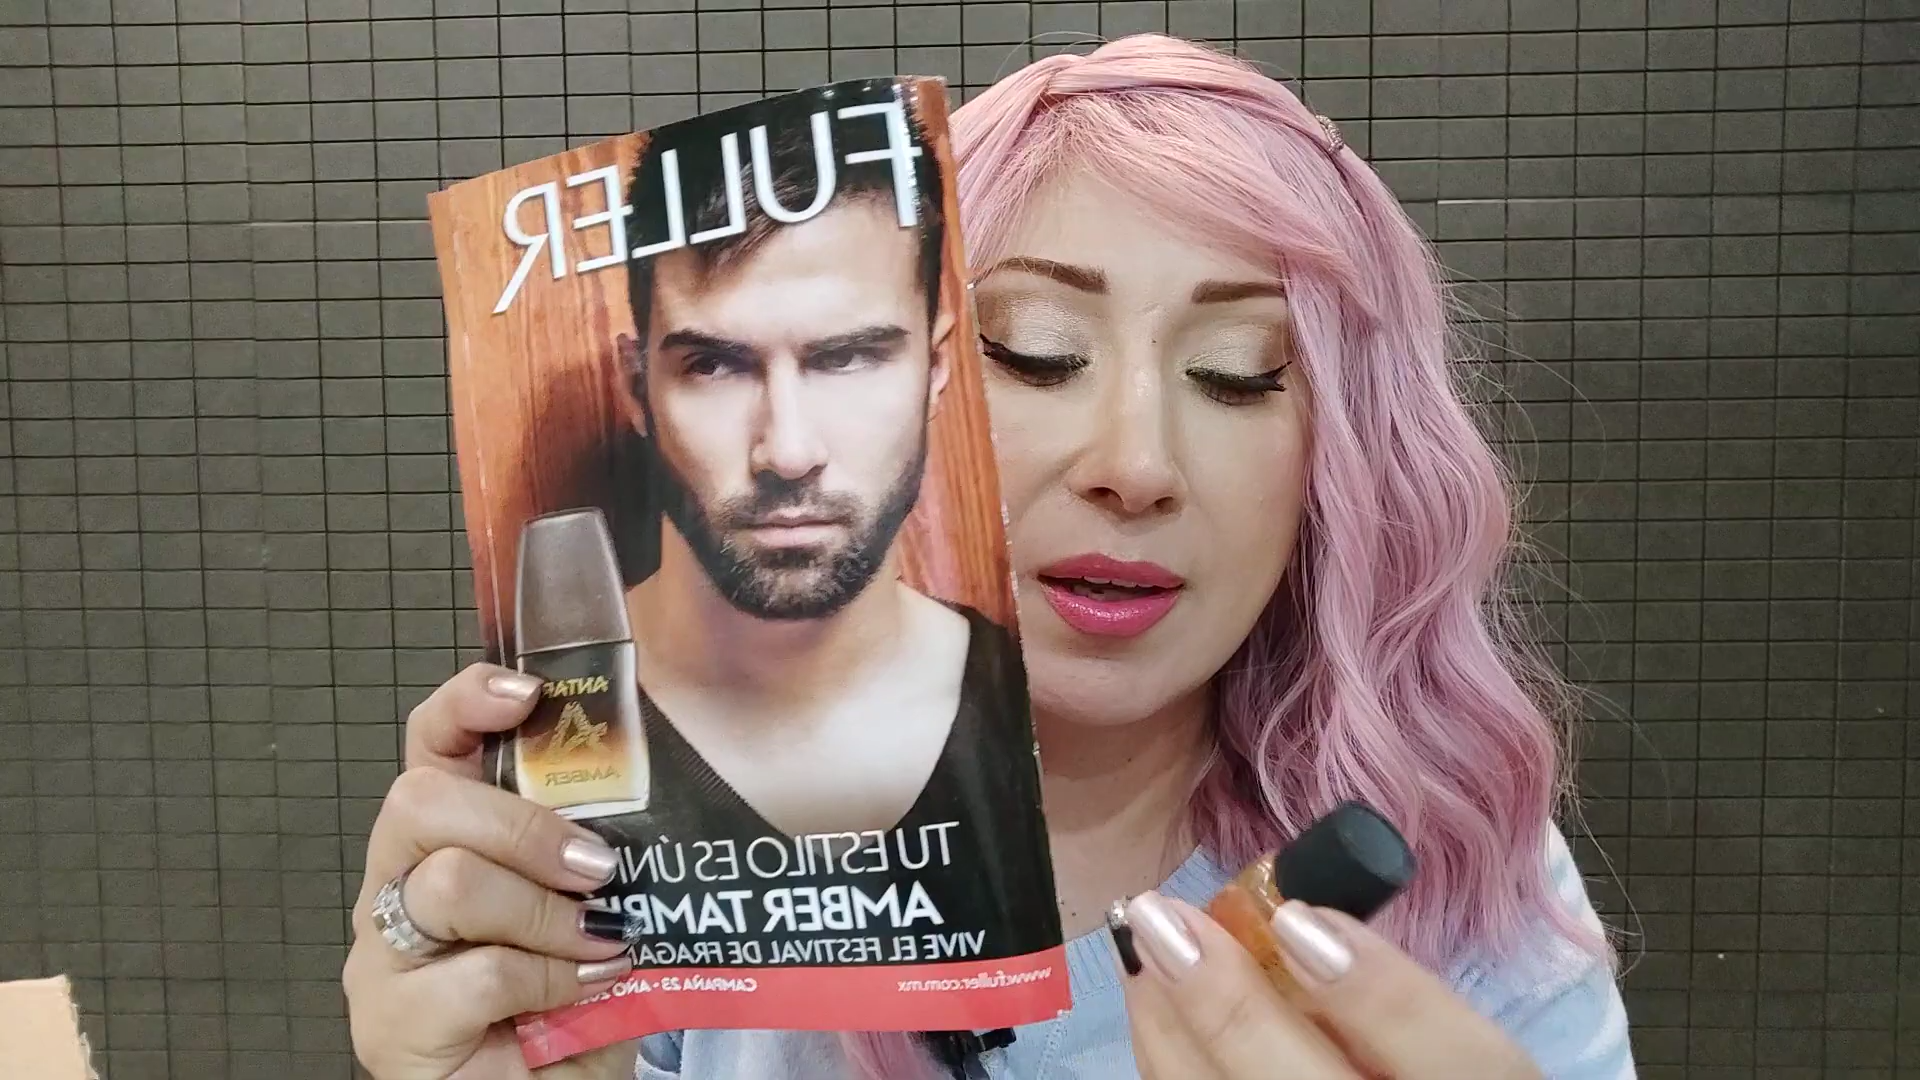 FULLER
AMBER
TU ESTILO ES
AMBER
VIVE EL FESTIVAL DE
CAMPAÑA 23 • AÑO
www.fuller.com.mx